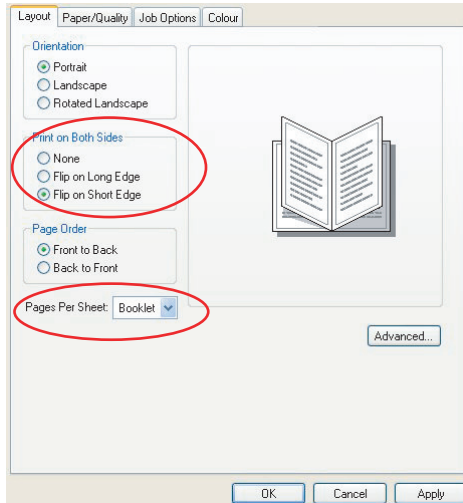 Layout Paper/Quality Job Options Colour
Orientation
Portrait
Landscape
Rotated Landscape
Print on Both Sides
None
Flip on Long Edge
Flip on Short Edge
Page Order
Front to Back
Back to Front
Pages Per Sheet: Booklet
Advanced...
OK Cancel Apply